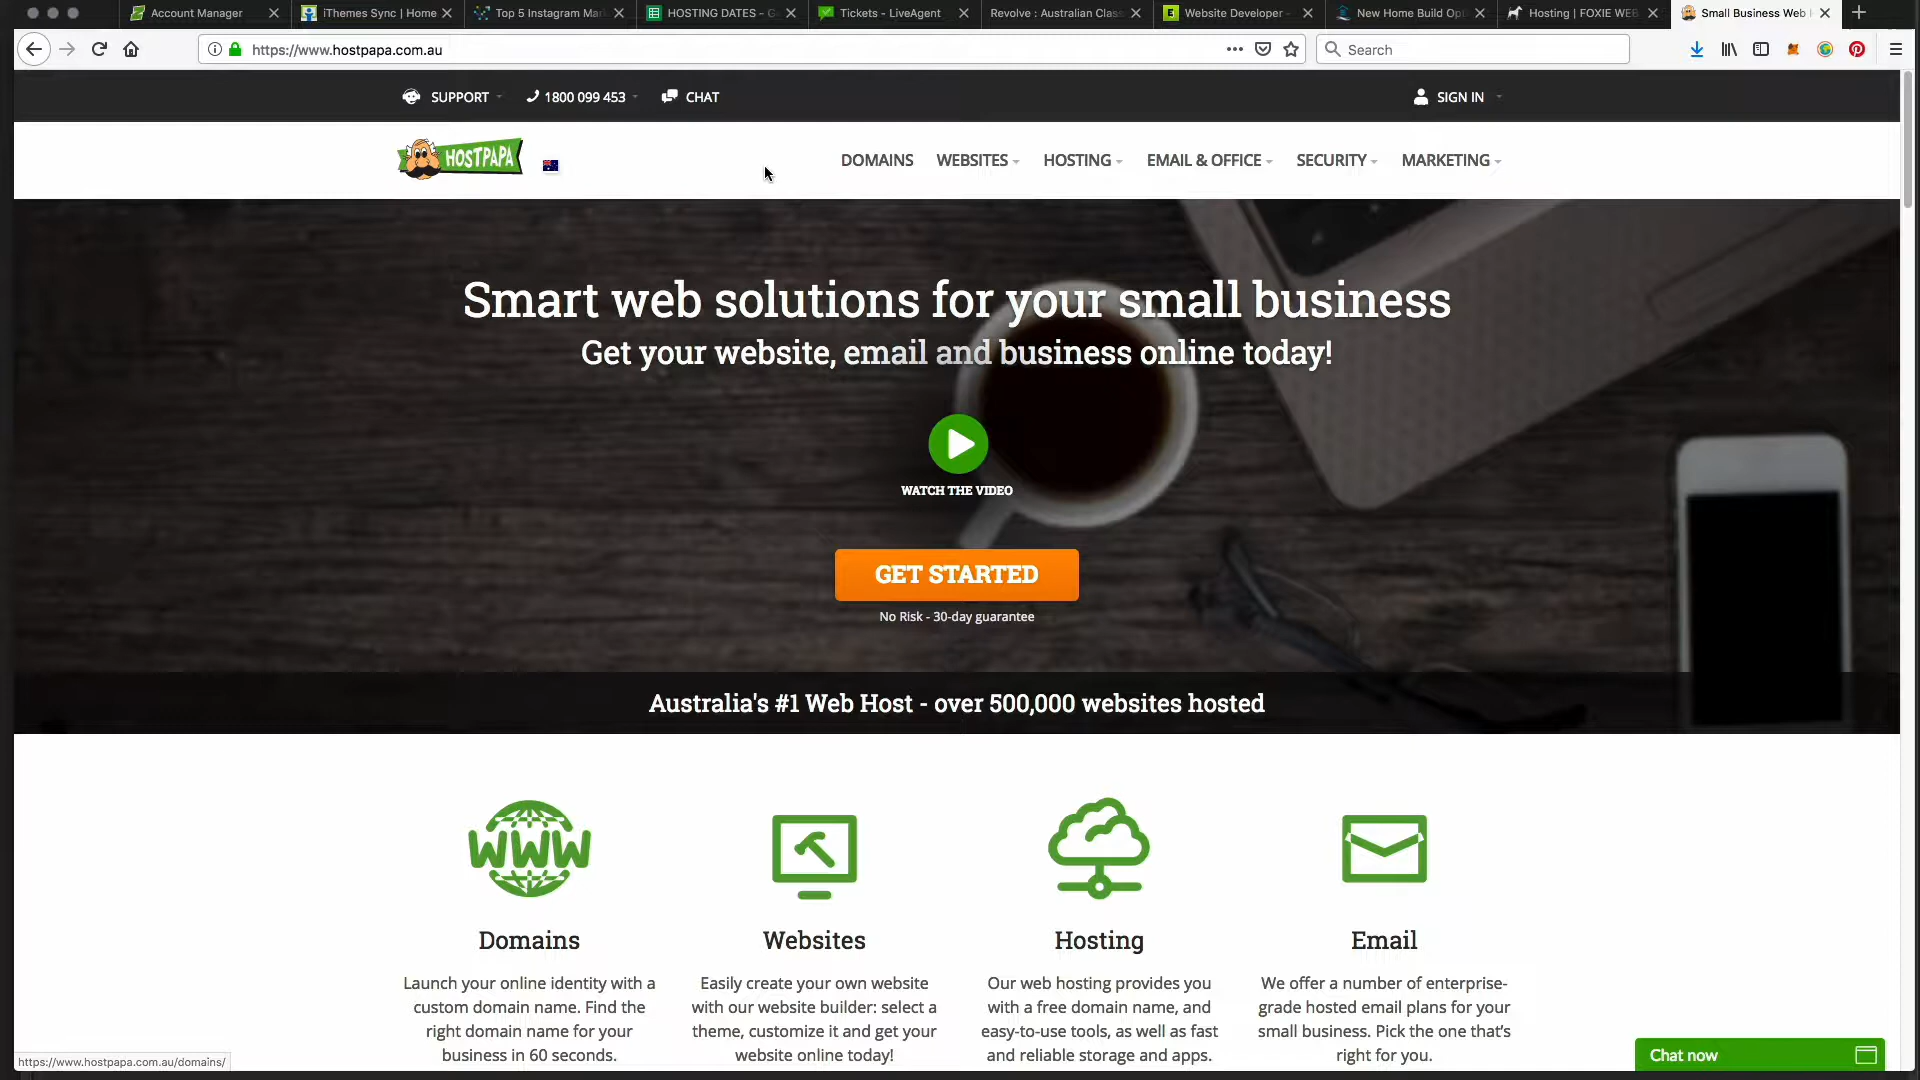 Account Manager
iThemes Sync | Home
Top 5 Instagram Mar
HOSTING DATES - G
Tickets - LiveAgent
Revolve : Australian Clas
Website Developer
New Home Build Opt
Hosting | FOXIE WEB
Small Business Web
https://www.hostpapa.com.au
Search
SUPPORT
1800 099 453
CHAT
SIGN IN
HOSTPAPA
DOMAINS
WEBSITES
HOSTING
EMAIL & OFFICE
SECURITY
MARKETING
Smart web solutions for your small business
Get your website, email and business online today!
WATCH THE VIDEO
GET STARTED
No Risk - 30-day guarantee
Australia's #1 Web Host - over 500,000 websites hosted
WWW
Domains
Launch your online identity with a
custom domain name. Find the
right domain name for your
business in 60 seconds.
Websites
Easily create your own website
with our website builder: select a
theme, customize it and get your
website online today!
Hosting
Our web hosting provides you
with a free domain name, and
easy-to-use tools, as well as fast
and reliable storage and apps.
Email
We offer a number of enterprise-
grade hosted email plans for your
small business. Pick the one that's
right for you.
Chat now
https://www.hostpapa.com.au/domains/